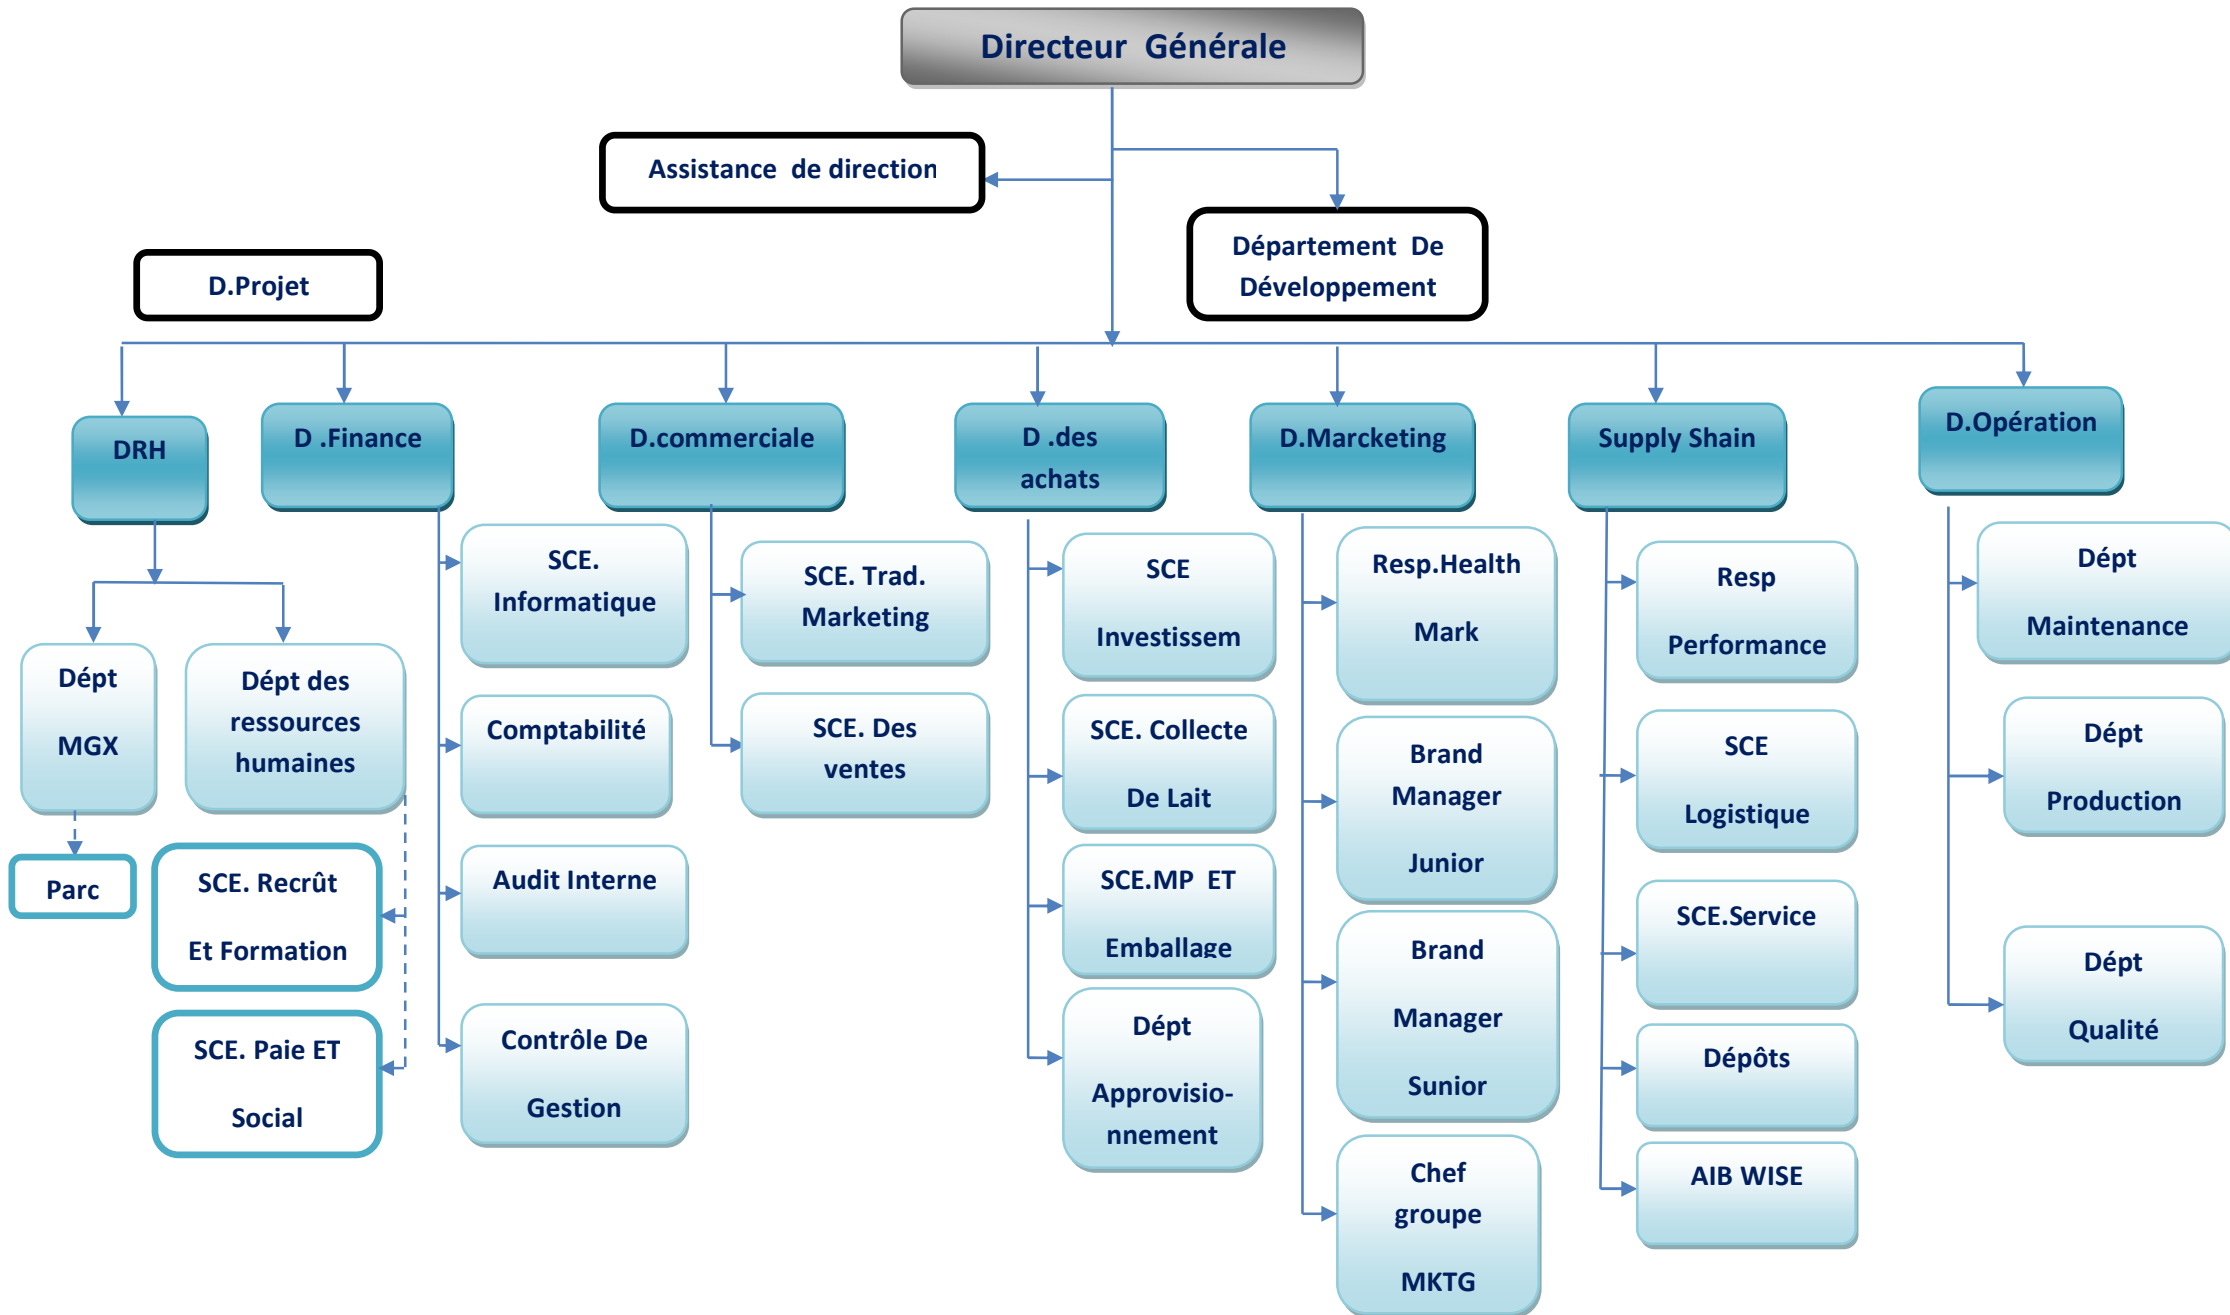 Directeur Générale
Assistance de direction
Département De
Développement
D.Projet
DRH
D .Finance
D.commerciale
D .des
achats
D.Marcketing
Supply Shain
D.Opération
Dépt
MGX
Dépt des
ressources
humaines
Parc
SCE. Recrût
Et Formation
SCE. Paie ET
Social
SCE.
Informatique
Comptabilité
Audit Interne
Contrôle De
Gestion
SCE. Trad.
Marketing
SCE. Des
ventes
SCE
Investissem
SCE. Collecte
De Lait
SCE.MP ET
Emballage
Dépt
Approvisio-
nnement
Resp.Health
Mark
Brand
Manager
Junior
Brand
Manager
Sunior
Chef
groupe
MKTG
Resp
Performance
SCE
Logistique
SCE.Service
Dépôts
AIB WISE
Dépt
Maintenance
Dépt
Production
Dépt
Qualité